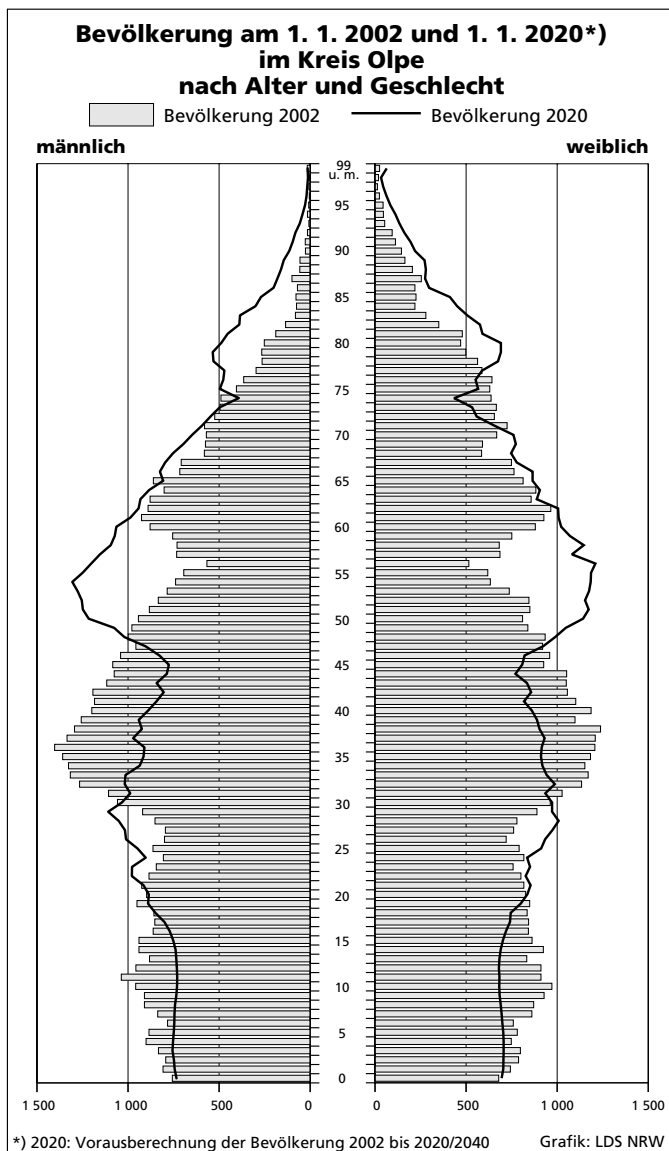 Bevölkerung am 1. 1. 2002 und 1. 1. 2020*)
im Kreis Olpe
nach Alter und Geschlecht
Bevölkerung 2002 Bevölkerung 2020
männlich weiblich
99
u. m.
95
90
85
80
75
70
65
60
55
50
45
40
35
30
25
20
15
10
5
0
1 500 1 000 500 0 0 500 1 000 1 500
*) 2020: Vorausberechnung der Bevölkerung 2002 bis 2020/2040 Grafik: LDS NRW